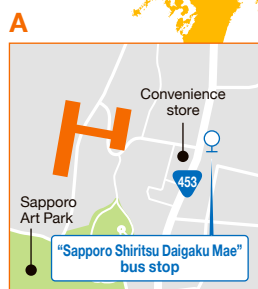 A
Convenience
store
453
Sapporo
Art Park
“Sapporo Shiritsu Daigaku Mae”
bus stop